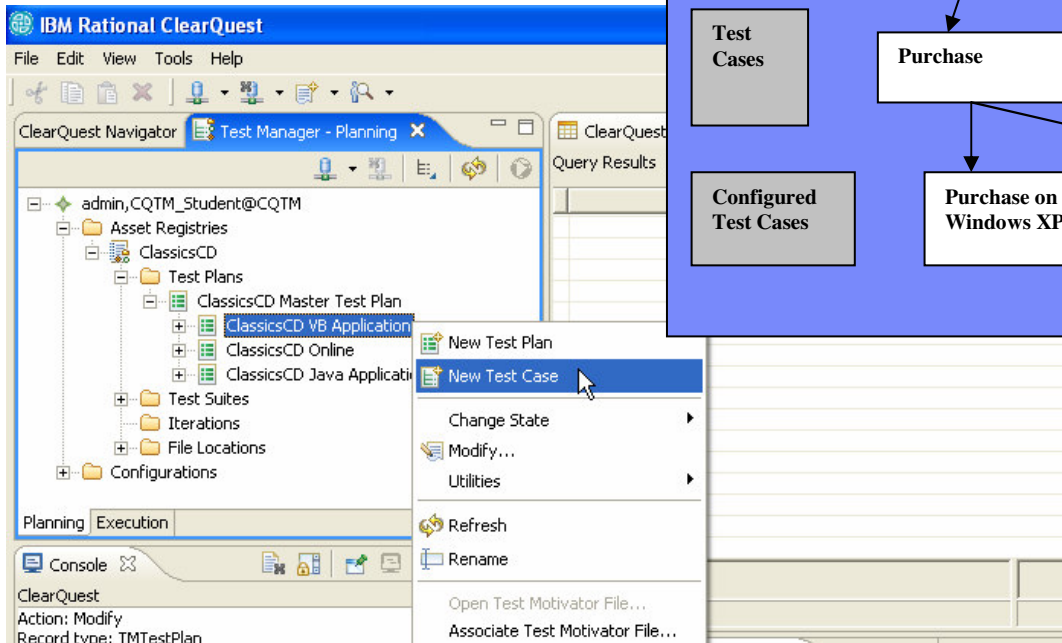 IBM Rational ClearQuest
File Edit View Tools Help
ClearQuest Navigator
Test Manager - Planning
admin,CQTM_Student@CQTM
Asset Registries
ClassicsCD
Test Plans
ClassicsCD Master Test Plan
ClassicsCD VB Application
ClassicsCD Online
ClassicsCD Java Applicati
Test Suites
Iterations
File Locations
Configurations
Planning Execution
Console
ClearQuest
Action: Modify
Record type: TMTestPlan
ClearQuest
Query Results
New Test Plan
New Test Case
Change State
Modify...
Utilities
Refresh
Rename
Open Test Motivator File...
Associate Test Motivator File...
Test
Cases
Purchase
Configured
Test Cases
Purchase on
Windows XP